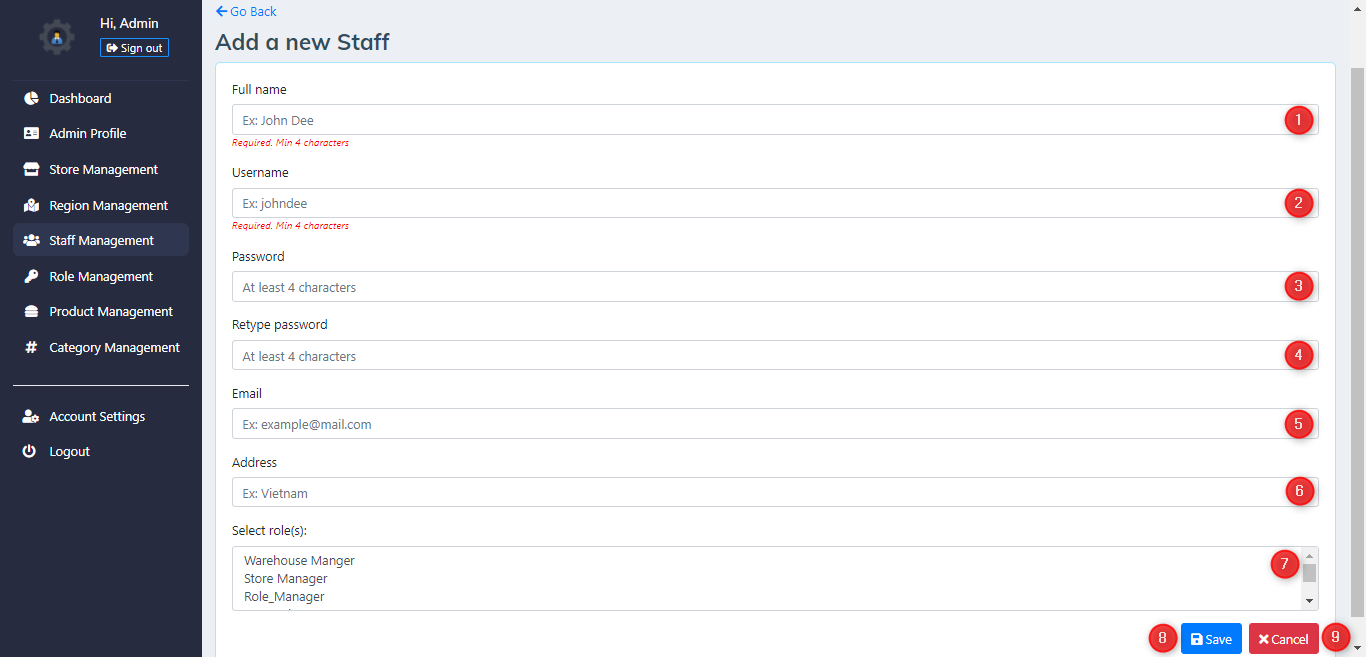 Hi, Admin
Sign out
Dashboard
Admin Profile
Store Management
Region Management
Staff Management
Role Management
Product Management
Category Management
Account Settings
Logout
Go Back
Add a new Staff
Full name
Ex: John Dee
1
Required. Min 4 characters
Username
Ex: johndee
2
Required. Min 4 characters
Password
At least 4 characters
3
Retype password
At least 4 characters
4
Email
Ex: example@mail.com
5
Address
Ex: Vietnam
6
Select role(s):
Warehouse Manger
7
Store Manager
Role_Manager
8 Save Cancel 9